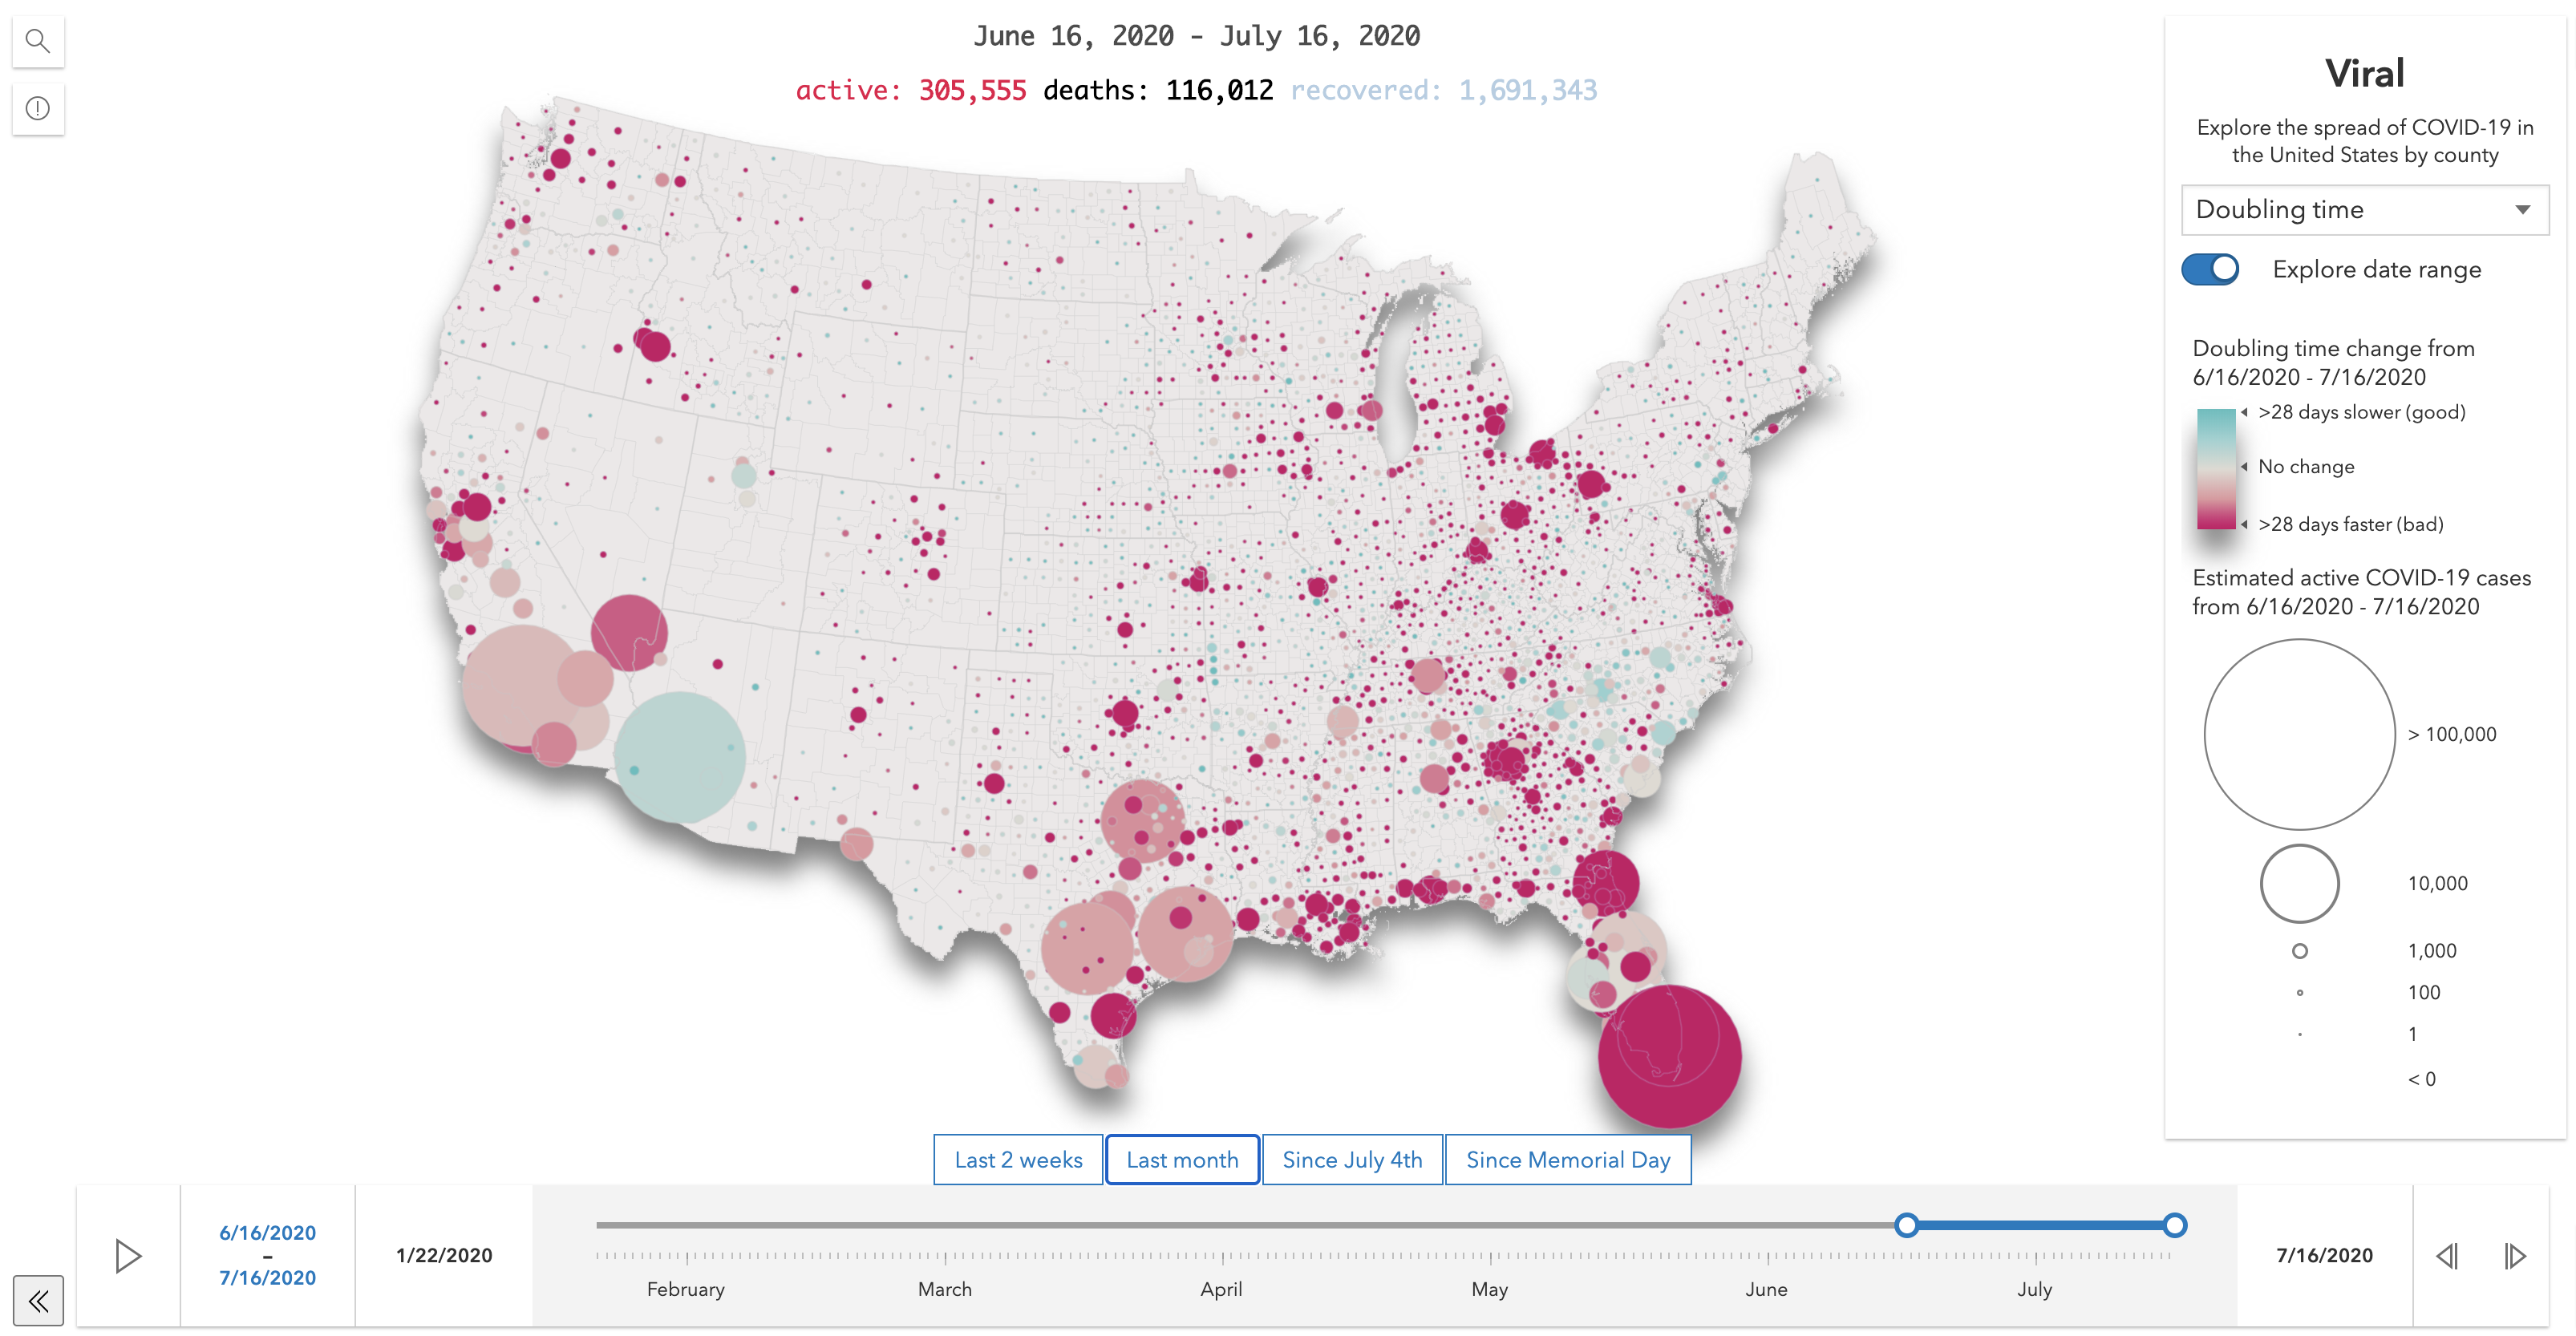 June 16, 2020 - July 16, 2020
active: 305,555 deaths: 116,012 recovered: 1,691,343
Viral
Explore the spread of COVID-19 in
the United States by county
Doubling time
Explore date range
Doubling time change from
6/16/2020 - 7/16/2020
>28 days slower (good)
No change
>28 days faster (bad)
Estimated active COVID-19 cases
from 6/16/2020 - 7/16/2020
> 100,000
10,000
1,000
100
1
< 0
Last 2 weeks
Last month
Since July 4th
Since Memorial Day
6/16/2020
–
7/16/2020
1/22/2020
February
March
April
May
June
July
7/16/2020